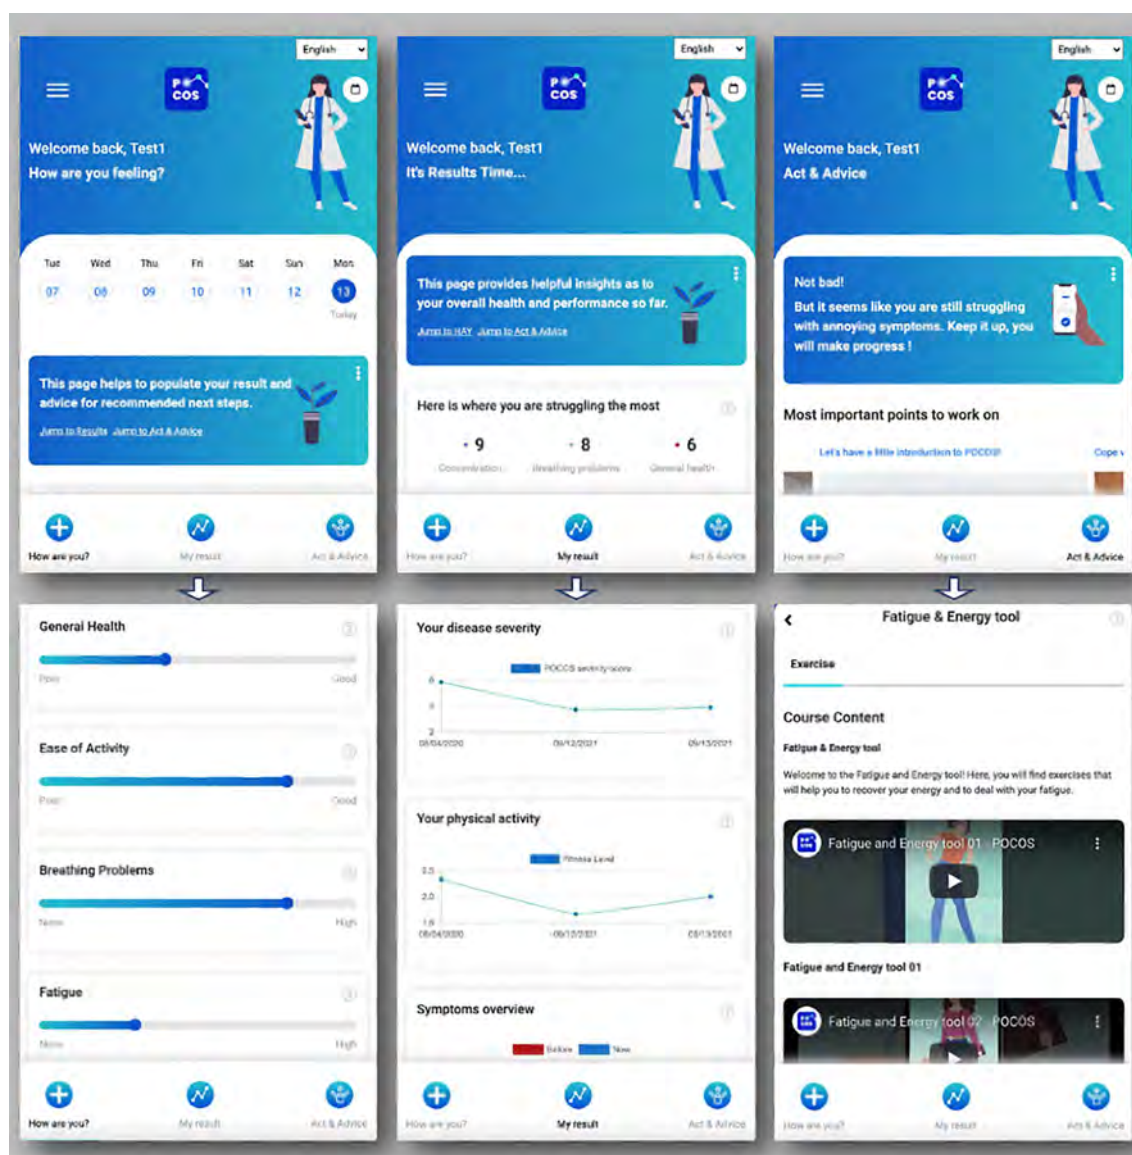 English
P COS
Welcome back, Test1
How are you feeling?
Tue Wed Thu Fri Sat Sun Mon
07 08 09 10 11 12 13
Today
This page helps to populate your result and
advice for recommended next steps.
Jump to Results Jump to Act & Advice
How are you? My result Act & Advice
English
P COS
Welcome back, Test1
It's Results Time...
This page provides helpful insights as to
your overall health and performance so far.
Jump to HAY Jump to Act & Advice
Here is where you are struggling the most
9 8 6
Concentration Breathing problems General health
How are you? My result Act & Advice
English
P COS
Welcome back, Test1
Act & Advice
Not bad!
But it seems like you are still struggling
with annoying symptoms. Keep it up, you
will make progress !
Most important points to work on
Let's have a little introduction to POCOS!
Cope
How are you? My result Act & Advice
General Health
Poor Good
Ease of Activity
Poor Good
Breathing Problems
None High
Fatigue
None High
How are you? My result Act & Advice
Your disease severity
POCOS severity score
6
4
2
08/04/2020 09/12/2021 09/13/2021
Your physical activity
Fitness Level
2.5
2.0
08/04/2020 09/12/2021
Symptoms overview
Before Now
How are you? My result Act & Advice
Fatigue & Energy tool
Exercise
Course Content
Fatigue & Energy tool
Welcome to the Fatigue and Energy tool! Here, you will find exercises that
will help you to recover your energy and to deal with your fatigue.
Fatigue and Energy tool 01 - POCOS
Fatigue and Energy tool 01
Fatigue and Energy tool 02 - POCOS
How are you? My result Act & Advice